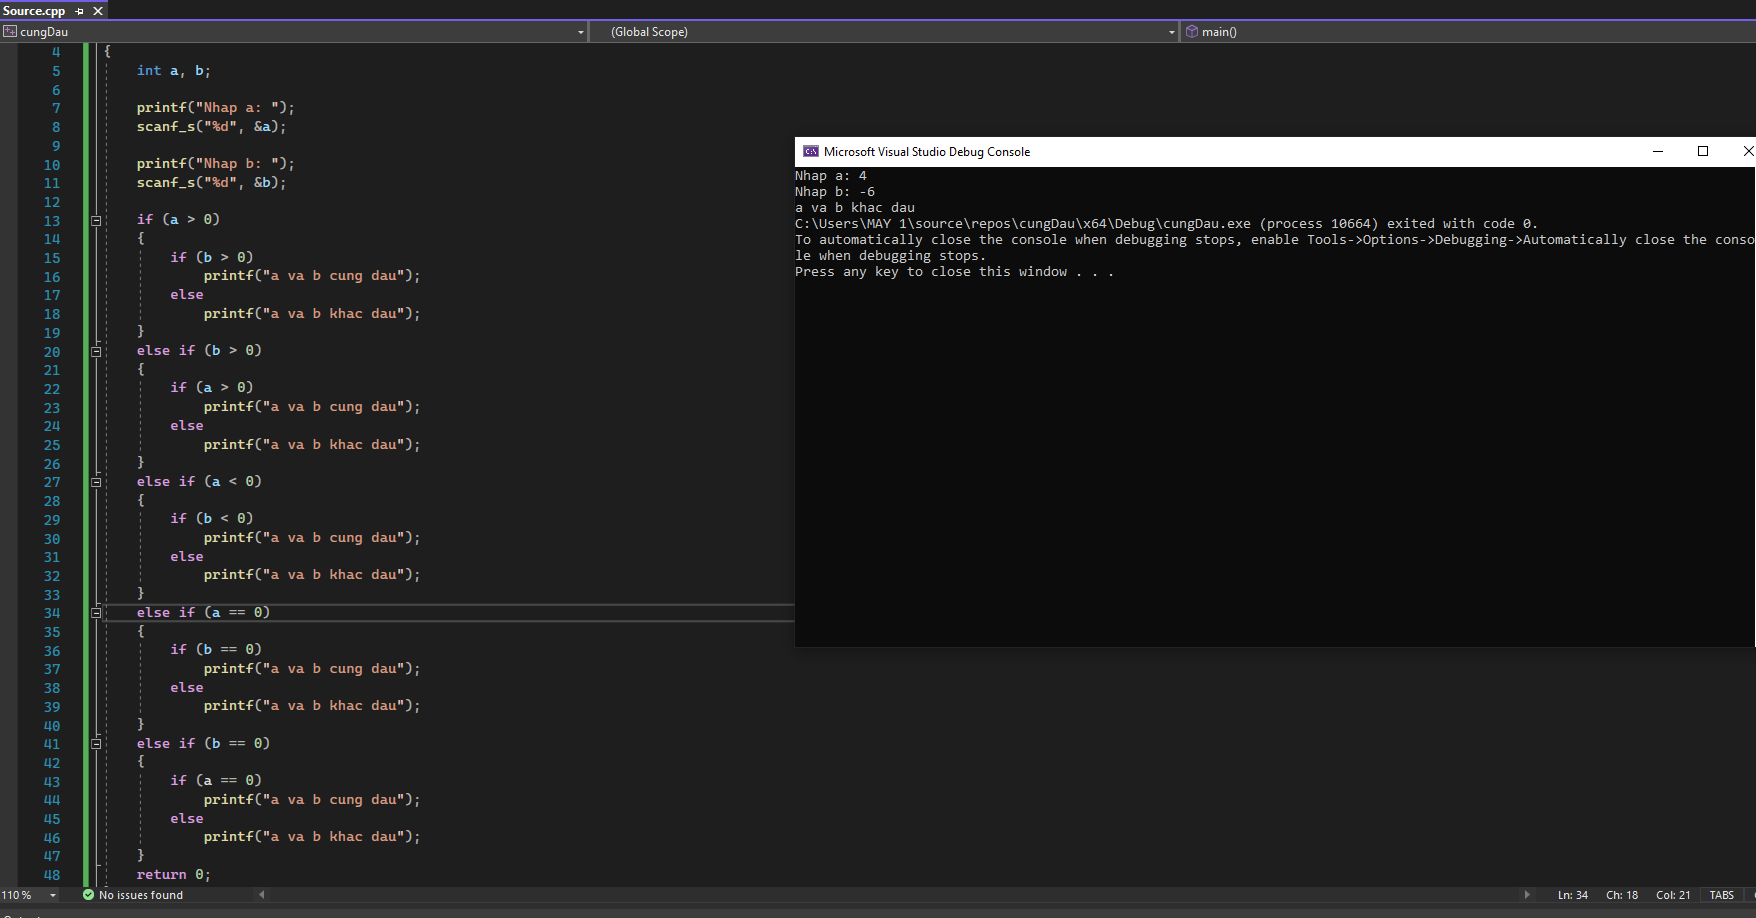 Source.cpp
cungDau
(Global Scope)
main()
4 {
5 int a, b;
6
7 printf("Nhap a: ");
8 scanf_s("%d", &a);
9
10 printf("Nhap b: ");
11 scanf_s("%d", &b);
12
13 if (a > 0)
14 {
15 if (b > 0)
16 printf("a va b cung dau");
17 else
18 printf("a va b khac dau");
19 }
20 else if (b > 0)
21 {
22 if (a > 0)
23 printf("a va b cung dau");
24 else
25 printf("a va b khac dau");
26 }
27 else if (a < 0)
28 {
29 if (b < 0)
30 printf("a va b cung dau");
31 else
32 printf("a va b khac dau");
33 }
34 else if (a == 0)
35 {
36 if (b == 0)
37 printf("a va b cung dau");
38 else
39 printf("a va b khac dau");
40 }
41 else if (b == 0)
42 {
43 if (a == 0)
44 printf("a va b cung dau");
45 else
46 printf("a va b khac dau");
47 }
48 return 0;
Microsoft Visual Studio Debug Console
Nhap a: 4
Nhap b: -6
a va b khac dau
C:\Users\MAY 1\source\repos\cungDau\x64\Debug\cungDau.exe (process 10664) exited with code 0.
To automatically close the console when debugging stops, enable Tools->Options->Debugging->Automatically close the conso
le when debugging stops.
Press any key to close this window . . .
110 %
No issues found
Ln: 34
Ch: 18
Col: 21
TABS